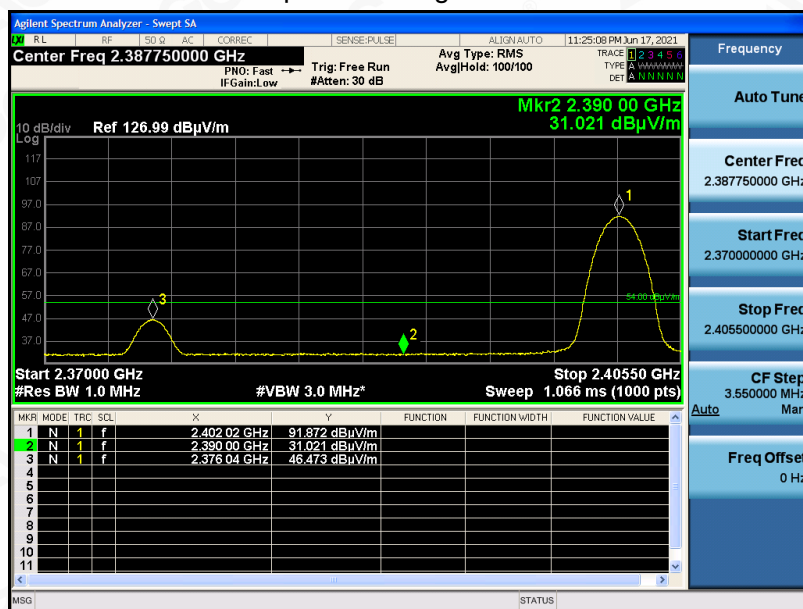 Agilent Spectrum Analyzer - Swept SA
LXI RL RF 50 Ω AC CORREC SENSE:PULSE ALIGN AUTO 11:25:08 PM Jun 17, 2021
Center Freq 2.387750000 GHz
PNO: Fast
IFGain:Low
Trig: Free Run
#Atten: 30 dB
Avg Type: RMS
Avg|Hold: 100/100
TRACE 1 2 3 4 5 6
TYPE A WWWWW
DET A N N N N N
Frequency
Auto Tune
Center Freq
2.387750000 GHz
Start Freq
2.370000000 GHz
Stop Freq
2.405500000 GHz
CF Step
3.550000 MHz
Auto Man
Freq Offset
0 Hz
Mkr2 2.390 00 GHz
31.021 dBµV/m
10 dB/div Ref 126.99 dBµV/m
Log
117
107
97.0
87.0
77.0
67.0
57.0
47.0
37.0
1
2
3
54.00 dBµV/m
Start 2.37000 GHz Stop 2.40550 GHz
#Res BW 1.0 MHz #VBW 3.0 MHz* Sweep 1.066 ms (1000 pts)
MKR MODE TRC SCL X Y FUNCTION FUNCTION WIDTH FUNCTION VALUE
1 N 1 f 2.402 02 GHz 91.872 dBµV/m
2 N 1 f 2.390 00 GHz 31.021 dBµV/m
3 N 1 f 2.376 04 GHz 46.473 dBµV/m
4
5
6
7
8
9
10
11
MSG STATUS